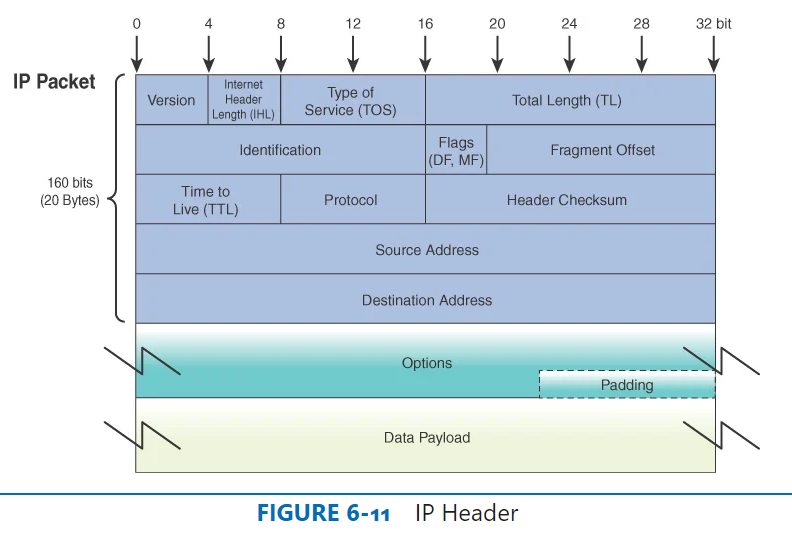 0 4 8 12 16 20 24 28 32 bit
IP Packet
Version
Internet
Header
Length (IHL)
Type of
Service (TOS)
Total Length (TL)
Identification
Flags
(DF, MF)
Fragment Offset
160 bits
(20 Bytes)
Time to
Live (TTL)
Protocol
Header Checksum
Source Address
Destination Address
Options
Padding
Data Payload
FIGURE 6-11 IP Header